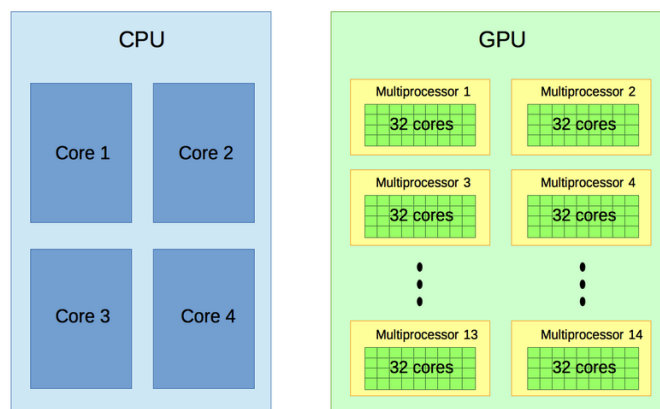 CPU
Core 1
Core 2
Core 3
Core 4
GPU
Multiprocessor 1
32 cores
Multiprocessor 2
32 cores
Multiprocessor 3
32 cores
Multiprocessor 4
32 cores
Multiprocessor 13
32 cores
Multiprocessor 14
32 cores